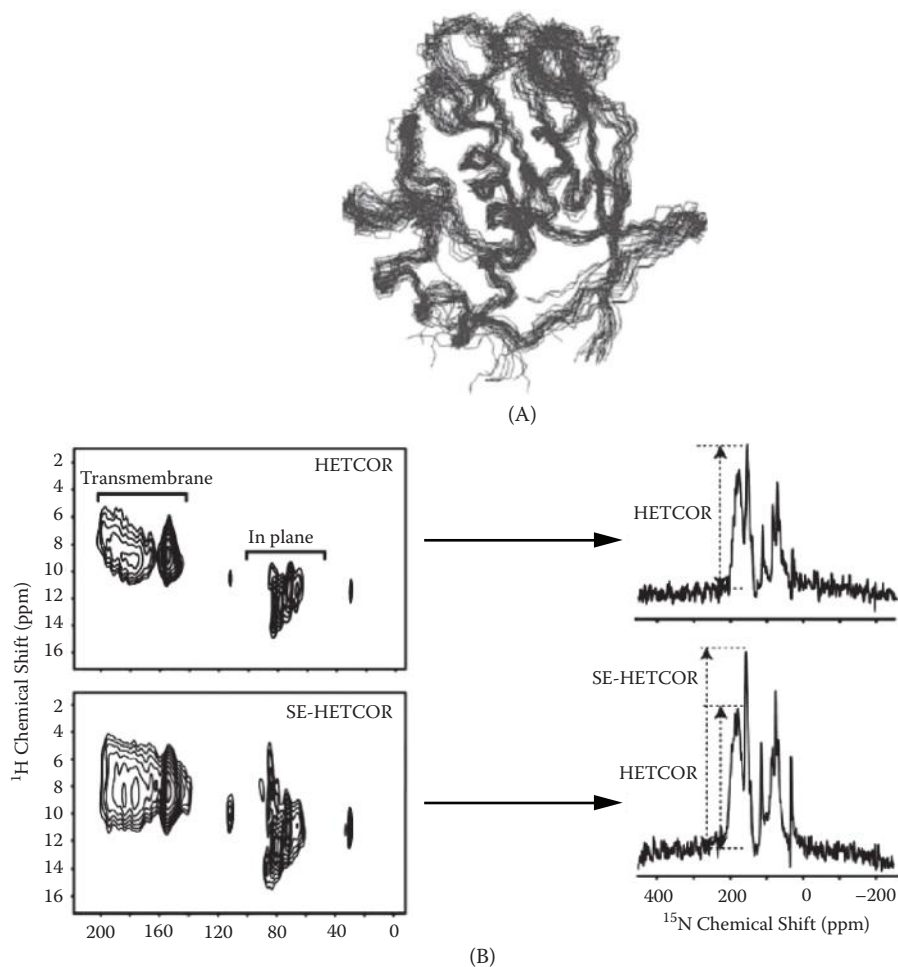 (A)
HETCOR
Transmembrane
In plane
2
4
6
8
10
12
14
16
SE-HETCOR
2
4
6
8
10
12
14
16
200 160 120 80 40 0
¹H Chemical Shift (ppm)
HETCOR
SE-HETCOR
HETCOR
400 200 0 −200
¹⁵N Chemical Shift (ppm)
(B)